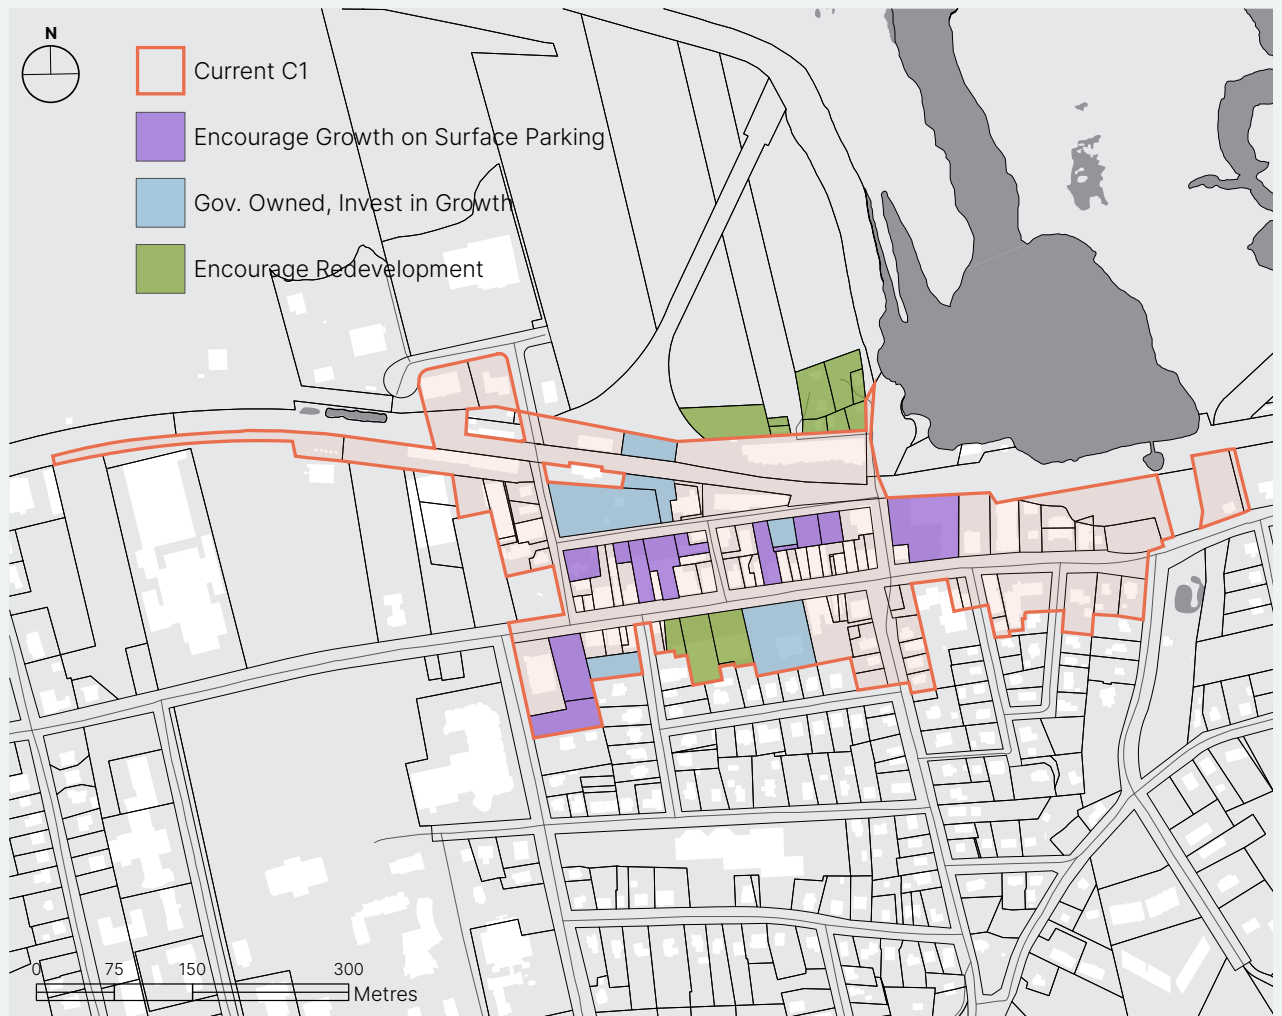 N
Current C1
Encourage Growth on Surface Parking
Gov. Owned, Invest in Growth
Encourage Redevelopment
0 75 150 300
Metres